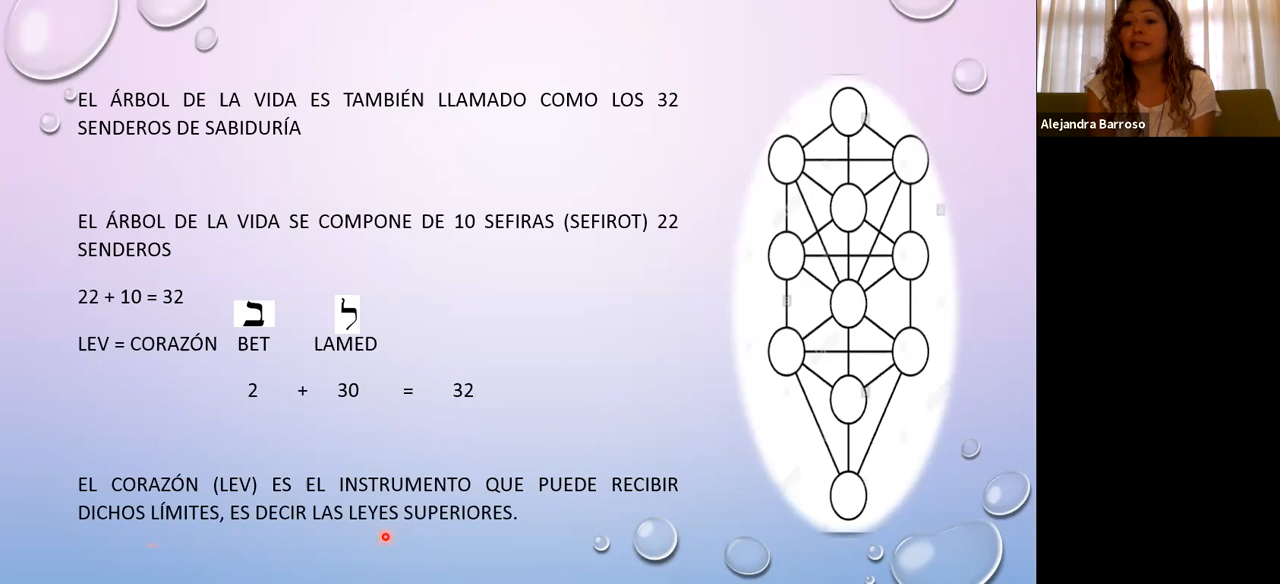 EL ÁRBOL DE LA VIDA ES TAMBIÉN LLAMADO COMO LOS 32
SENDEROS DE SABIDURÍA
EL ÁRBOL DE LA VIDA SE COMPONE DE 10 SEFIRAS (SEFIROT) 22
SENDEROS
22 + 10 = 32
ב ל
LEV = CORAZÓN BET LAMED
2 + 30 = 32
EL CORAZÓN (LEV) ES EL INSTRUMENTO QUE PUEDE RECIBIR
DICHOS LÍMITES, ES DECIR LAS LEYES SUPERIORES.
Alejandra Barroso